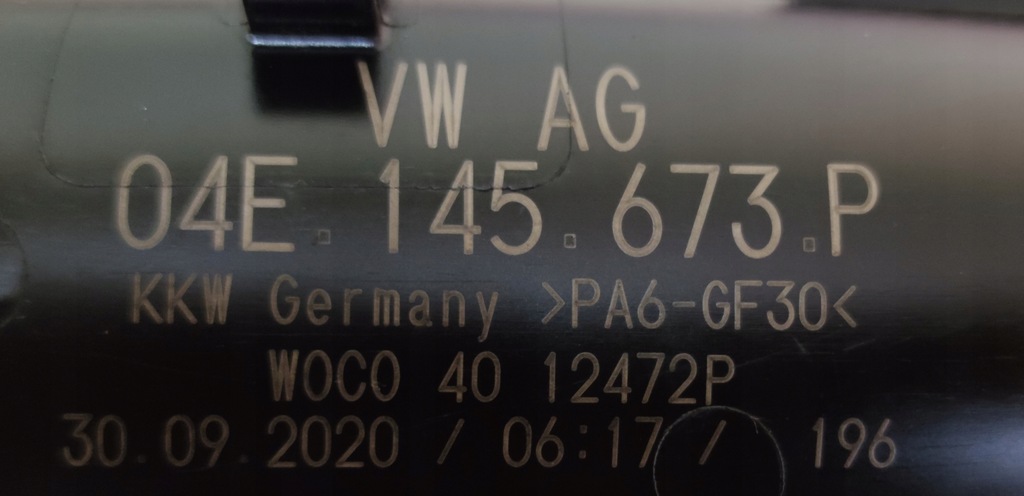 VW AG
04E.145.673.P
KKW Germany >PA6-GF30<
WOCO 40 12472P
30.09.2020 / 06:17 / 196